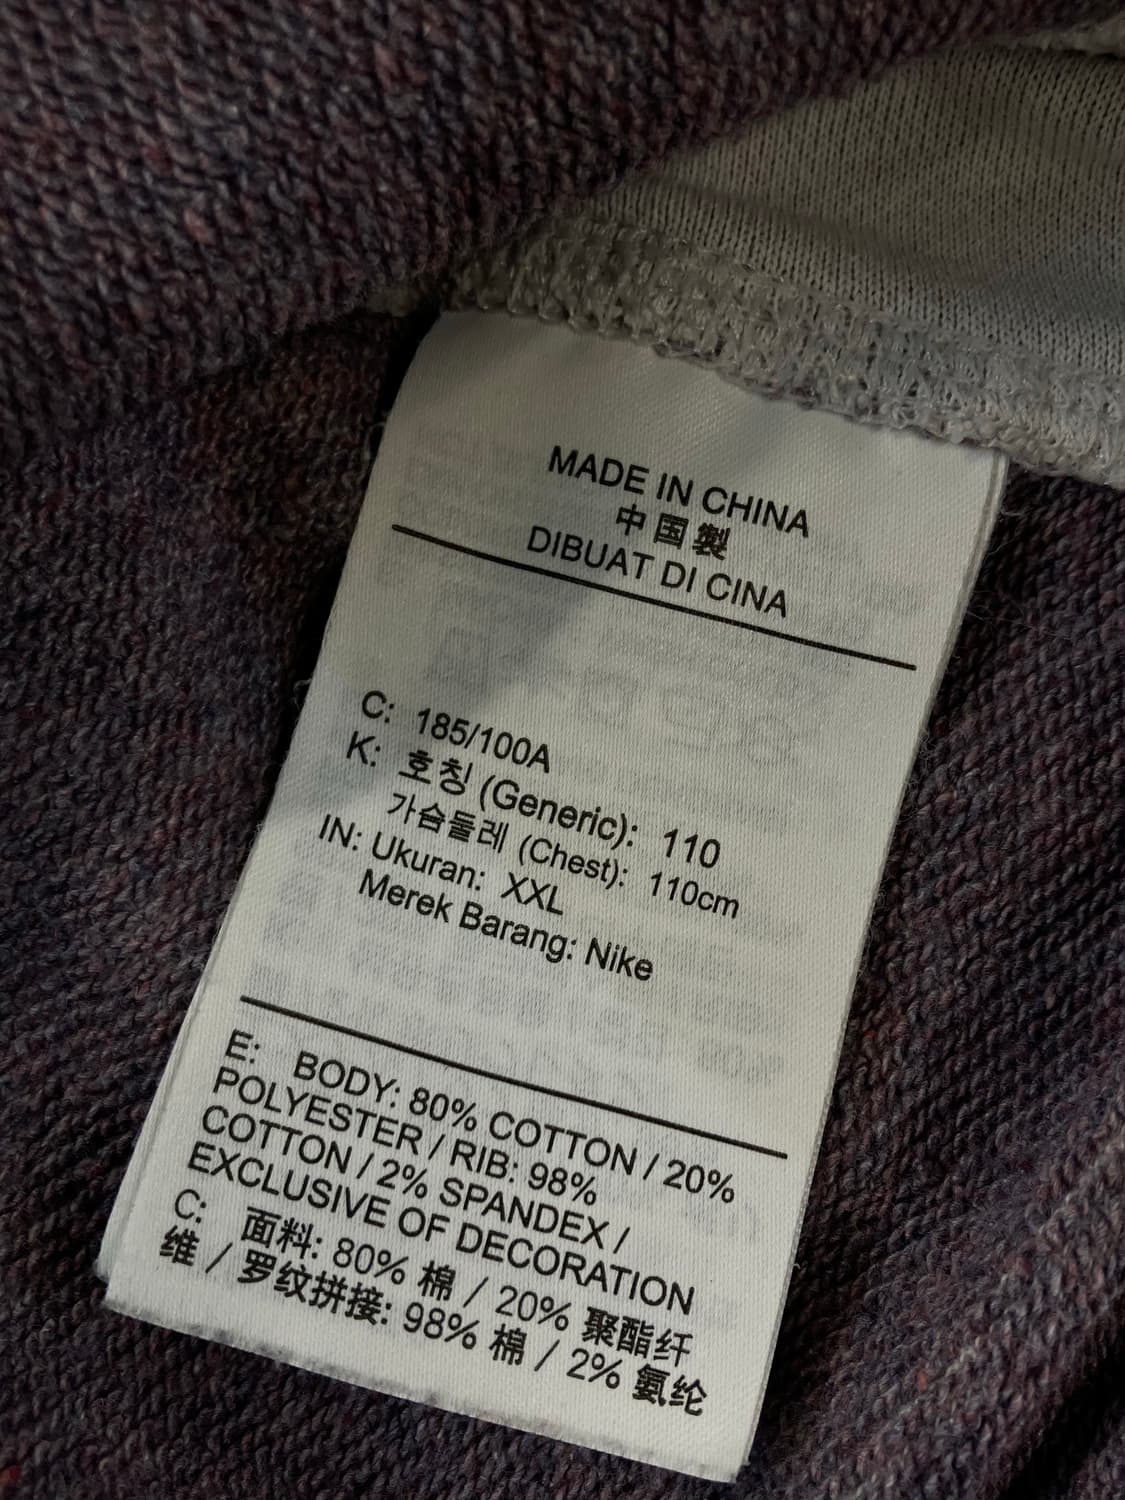 MADE IN CHINA
中国製
DIBUAT DI CINA
C: 185/100A
K: 호칭 (Generic): 110
가슴둘레 (Chest): 110cm
IN: Ukuran: XXL
Merek Barang: Nike
E: BODY: 80% COTTON / 20%
POLYESTER / RIB: 98%
COTTON / 2% SPANDEX /
EXCLUSIVE OF DECORATION
C: 面料: 80% 棉 / 20% 聚酯纤
维 / 罗纹拼接: 98% 棉 / 2% 氨纶